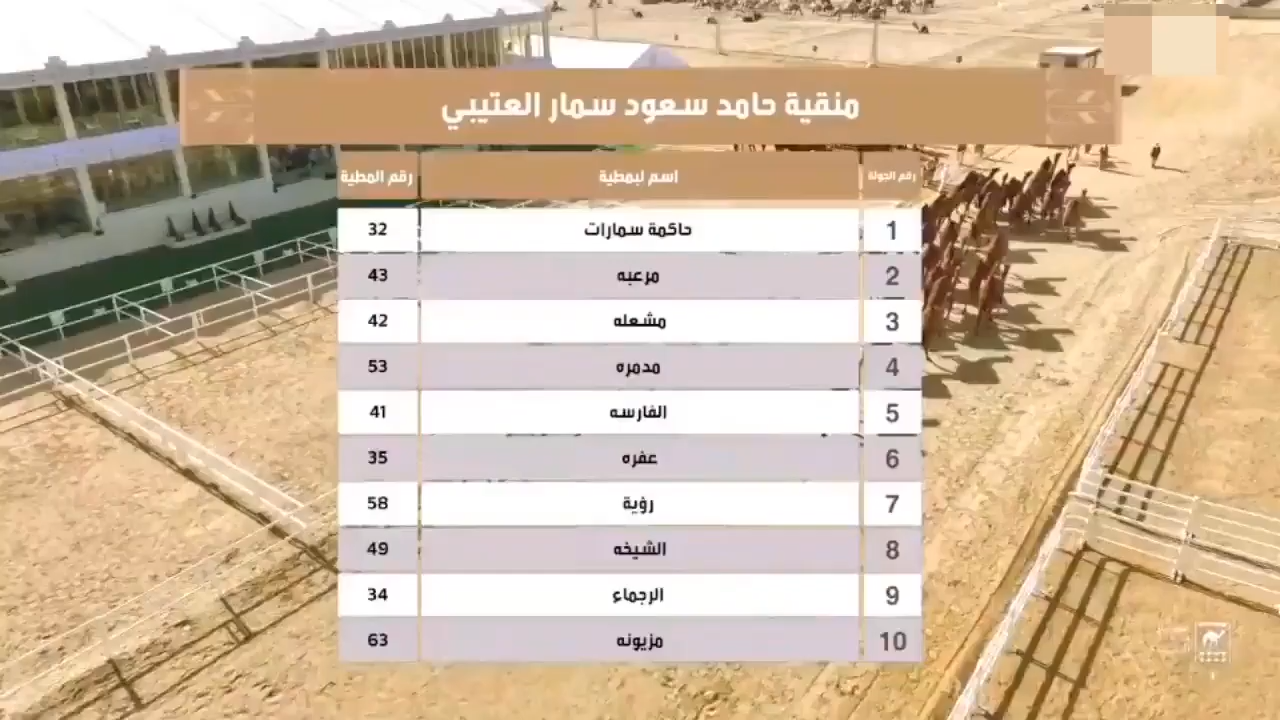 منقية حامد سعود سمار العتيبي
رقم الجولة اسم لبمطية رقم المطية
1 حاكمة سمارات 32
2 مرعبه 43
3 مشعله 42
4 مدمره 53
5 الفارسه 41
6 عفره 35
7 رؤية 58
8 الشيخه 49
9 الرجماء 34
10 مزيونه 63